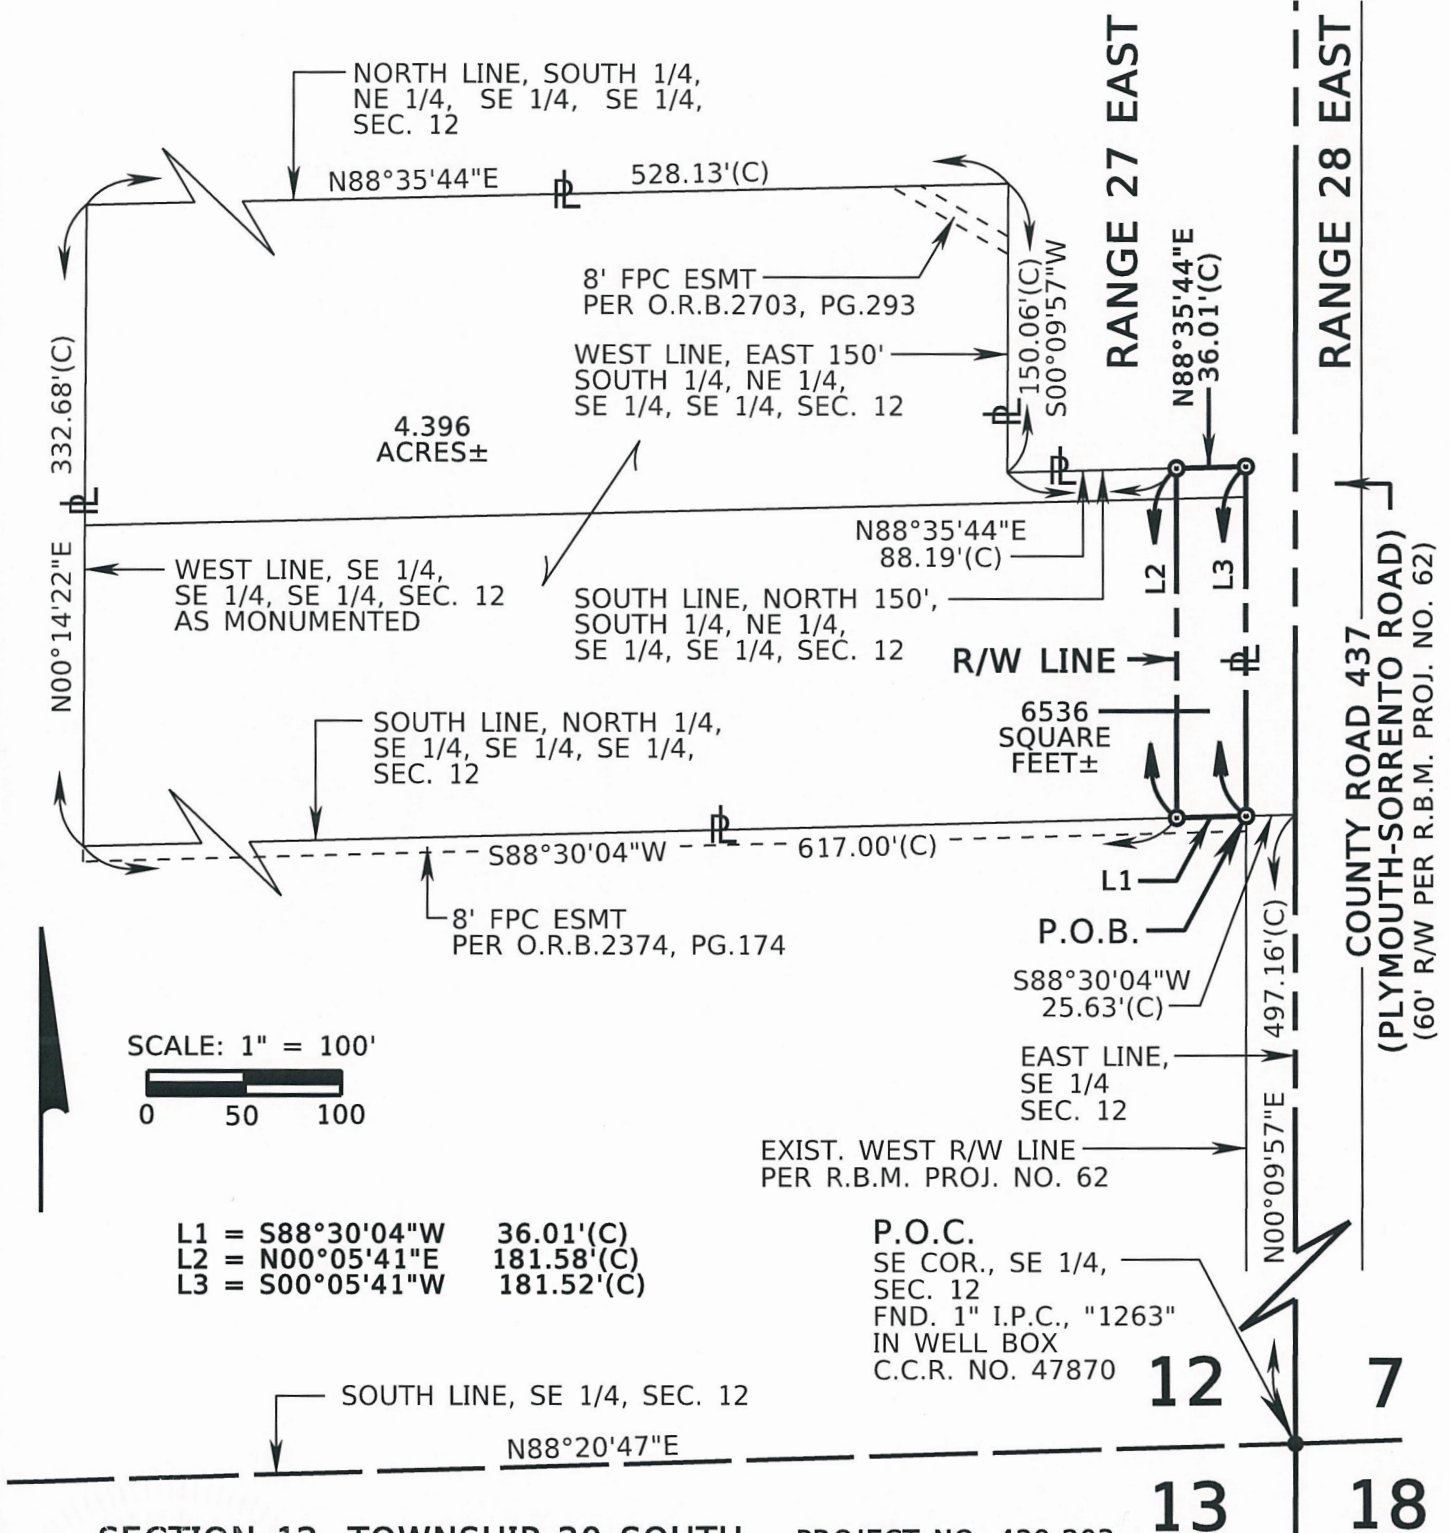 NORTH LINE, SOUTH 1/4,
NE 1/4, SE 1/4, SE 1/4,
SEC. 12
N88°35'44"E
528.13'(C)
8' FPC ESMT
PER O.R.B.2703, PG.293
WEST LINE, EAST 150'
SOUTH 1/4, NE 1/4,
SE 1/4, SE 1/4, SEC. 12
150.06'(C)
S00°09'57"W
RANGE 27 EAST
RANGE 28 EAST
N88°35'44"E
36.01'(C)
332.68'(C)
N00°14'22"E
4.396
ACRES±
N88°35'44"E
88.19'(C)
WEST LINE, SE 1/4,
SE 1/4, SE 1/4, SEC. 12
AS MONUMENTED
SOUTH LINE, NORTH 150',
SOUTH 1/4, NE 1/4,
SE 1/4, SE 1/4, SEC. 12
L2
L3
R/W LINE
6536
SQUARE
FEET±
SOUTH LINE, NORTH 1/4,
SE 1/4, SE 1/4, SE 1/4,
SEC. 12
COUNTY ROAD 437
(PLYMOUTH-SORRENTO ROAD)
(60' R/W PER R.B.M. PROJ. NO. 62)
S88°30'04"W
617.00'(C)
L1
P.O.B.
8' FPC ESMT
PER O.R.B.2374, PG.174
S88°30'04"W
25.63'(C)
497.16'(C)
N00°09'57"E
SCALE: 1" = 100'
0 50 100
EAST LINE,
SE 1/4
SEC. 12
EXIST. WEST R/W LINE
PER R.B.M. PROJ. NO. 62
L1 = S88°30'04"W 36.01'(C)
L2 = N00°05'41"E 181.58'(C)
L3 = S00°05'41"W 181.52'(C)
P.O.C.
SE COR., SE 1/4,
SEC. 12
FND. 1" I.P.C., "1263"
IN WELL BOX
C.C.R. NO. 47870
12
7
SOUTH LINE, SE 1/4, SEC. 12
N88°20'47"E
13
18